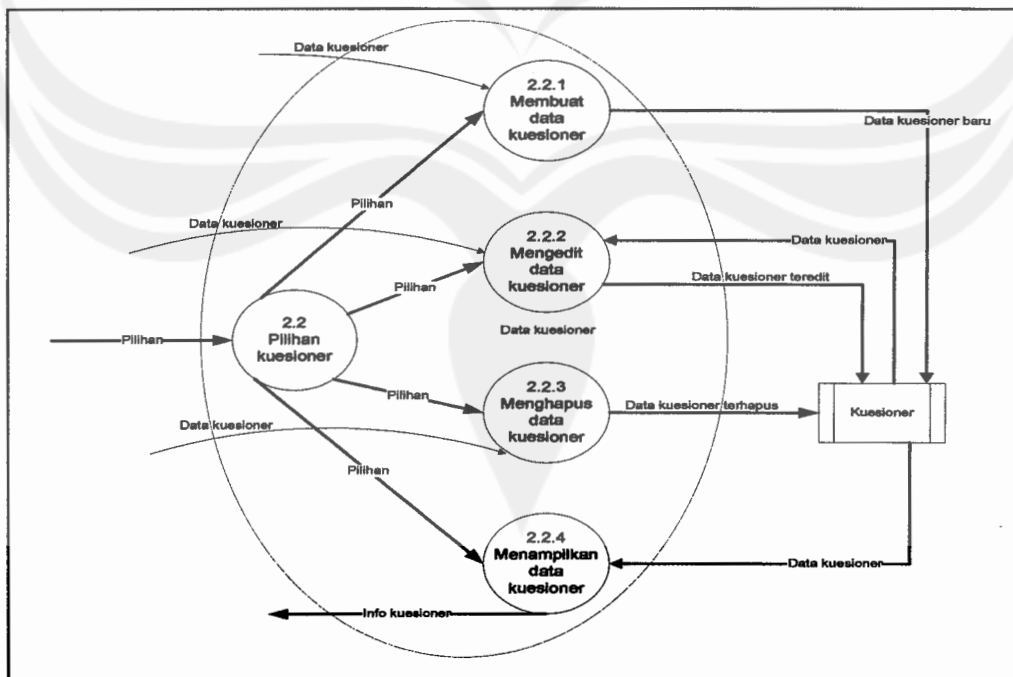 Data kuesioner
2.2.1
Membuat
data
kuesioner
Data kuesioner baru
Pilihan
Data kuesioner
2.2.2
Mengedit
data
kuesioner
Data kuesioner
Data kuesioner teredit
Pilihan
Data kuesioner
Pilihan
2.2
Pilihan
kuesioner
Pilihan
2.2.3
Menghapus
data
kuesioner
Data kuesioner terhapus
Kuesioner
Data kuesioner
Pilihan
2.2.4
Menampilkan
data
kuesioner
Data kuesioner
Info kuesioner